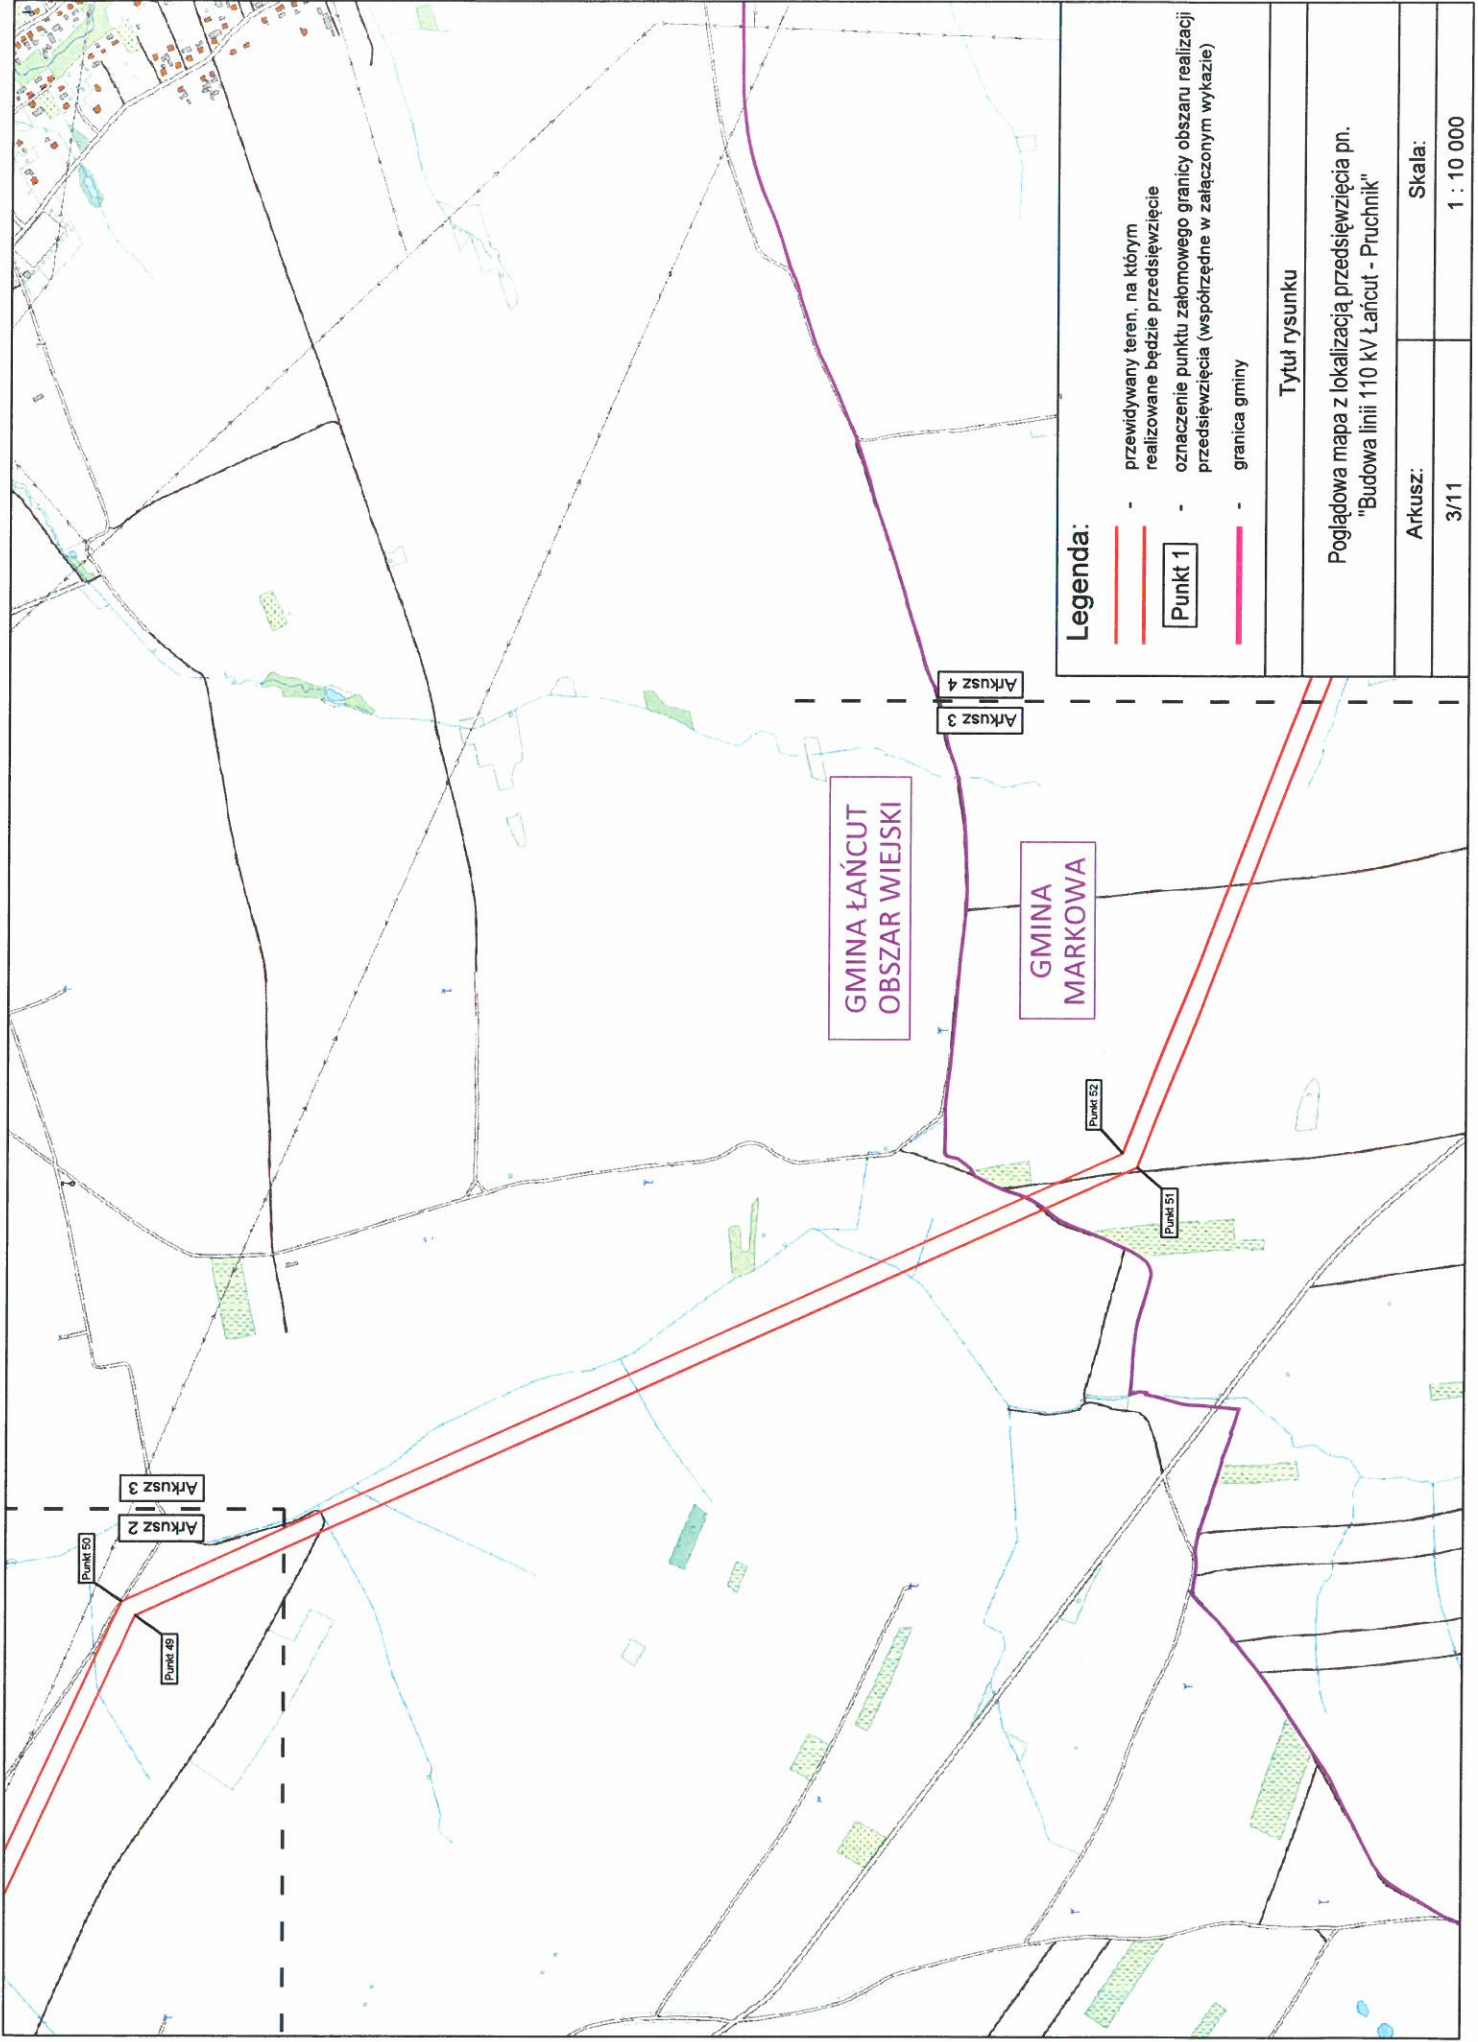 Punkt 49
Punkt 50
Arkusz 2
Arkusz 3
Punkt 51
Punkt 52
GMINA ŁAŃCUT
OBSZAR WIEJSKI
GMINA
MARKOWA
Arkusz 3
Arkusz 4
Legenda:
- przewidywany teren, na którym
realizowane będzie przedsięwzięcie
Punkt 1 - oznaczenie punktu załomowego granicy obszaru realizacji
przedsięwzięcia (współrzędne w załączonym wykazie)
- granica gminy
Tytuł rysunku
Poglądowa mapa z lokalizacją przedsięwzięcia pn.
"Budowa linii 110 kV Łańcut - Pruchnik"
Arkusz: Skala:
3/11 1 : 10 000